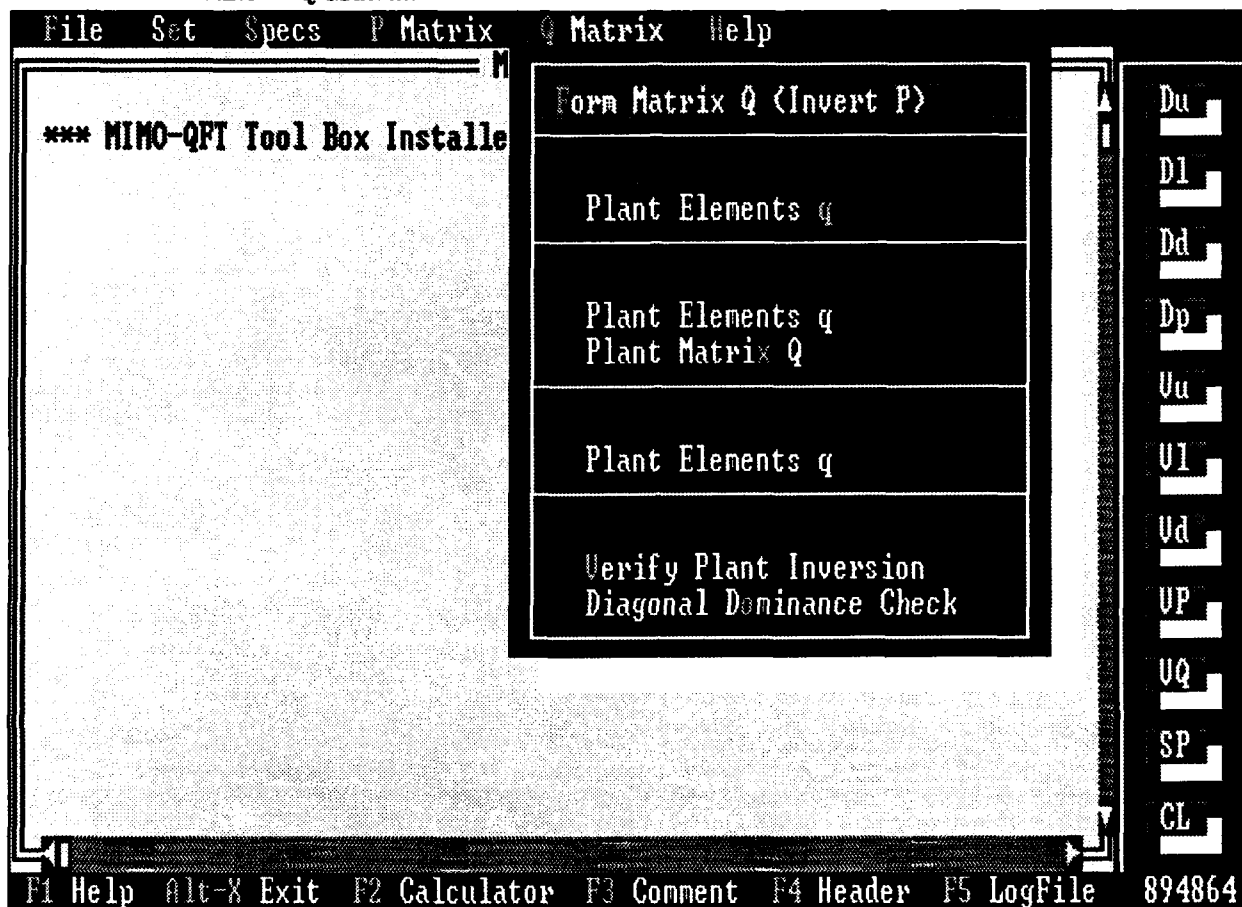 File Set Specs P Matrix Q Matrix Help
M
*** MIMO-QFT Tool Box Installe
Form Matrix Q (Invert P)
Plant Elements q
Plant Elements q
Plant Matrix Q
Plant Elements q
Verify Plant Inversion
Diagonal Dominance Check
Du
Dl
Dd
Dp
Vu
Vl
Vd
VP
VQ
SP
CL
F1 Help Alt-X Exit F2 Calculator F3 Comment F4 Header F5 LogFile 894864